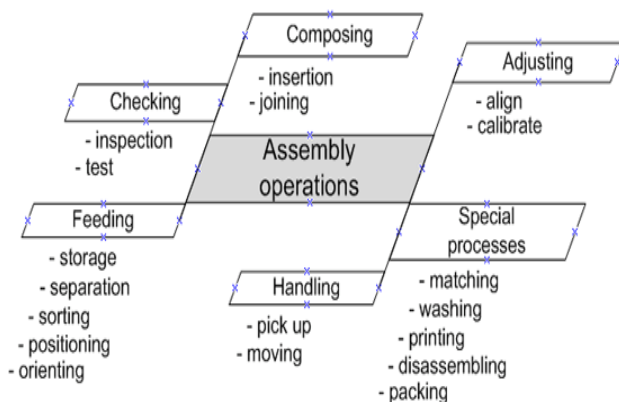 Composing
- insertion
- joining
Adjusting
- align
- calibrate
Checking
- inspection
- test
Assembly
operations
Feeding
- storage
- separation
- sorting
- positioning
- orienting
Handling
- pick up
- moving
Special
processes
- matching
- washing
- printing
- disassembling
- packing